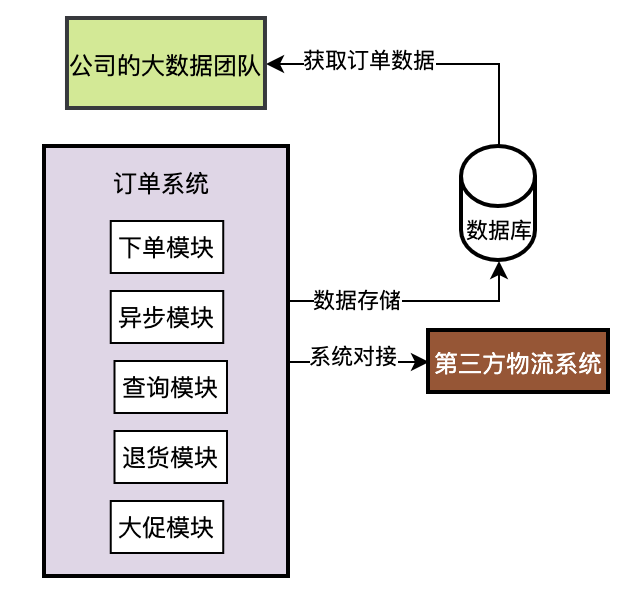 公司的大数据团队
获取订单数据
订单系统
下单模块
异步模块
查询模块
退货模块
大促模块
数据库
数据存储
系统对接
第三方物流系统